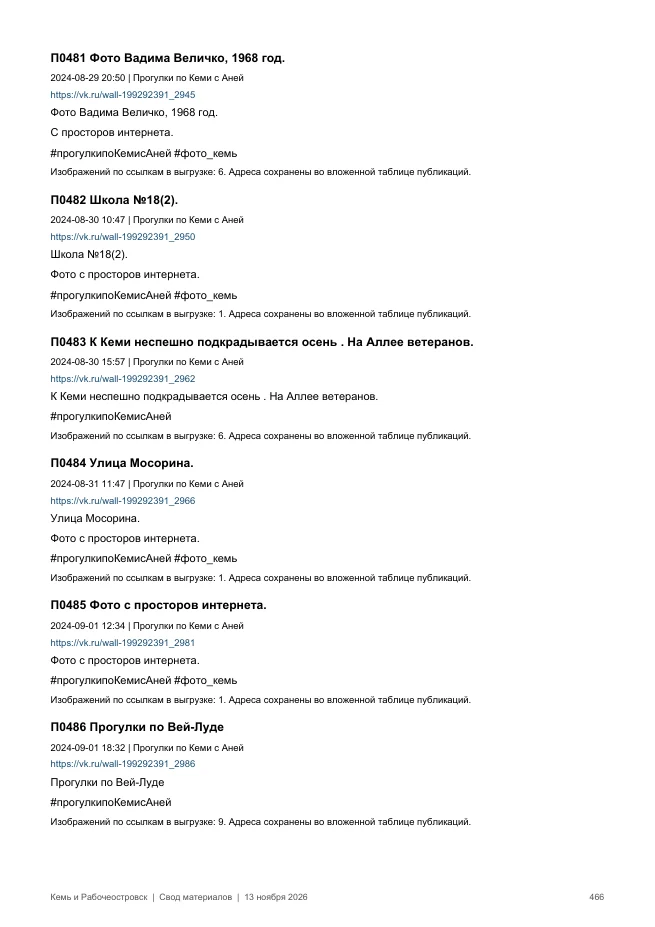 П0481 Фото Вадима Величко, 1968 год.
2024-08-29 20:50 | Прогулки по Кеми с Аней
https://vk.ru/wall-199292391_2945
Фото Вадима Величко, 1968 год.
С просторов интернета.
#прогулкипоКемисАней #фото_кемь
Изображений по ссылкам в выгрузке: 6. Адреса сохранены во вложенной таблице публикаций.
П0482 Школа №18(2).
2024-08-30 10:47 | Прогулки по Кеми с Аней
https://vk.ru/wall-199292391_2950
Школа №18(2).
Фото с просторов интернета.
#прогулкипоКемисАней #фото_кемь
Изображений по ссылкам в выгрузке: 1. Адреса сохранены во вложенной таблице публикаций.
П0483 К Кеми неспешно подкрадывается осень . На Аллее ветеранов.
2024-08-30 15:57 | Прогулки по Кеми с Аней
https://vk.ru/wall-199292391_2962
К Кеми неспешно подкрадывается осень . На Аллее ветеранов.
#прогулкипоКемисАней
Изображений по ссылкам в выгрузке: 6. Адреса сохранены во вложенной таблице публикаций.
П0484 Улица Мосорина.
2024-08-31 11:47 | Прогулки по Кеми с Аней
https://vk.ru/wall-199292391_2966
Улица Мосорина.
Фото с просторов интернета.
#прогулкипоКемисАней #фото_кемь
Изображений по ссылкам в выгрузке: 1. Адреса сохранены во вложенной таблице публикаций.
П0485 Фото с просторов интернета.
2024-09-01 12:34 | Прогулки по Кеми с Аней
https://vk.ru/wall-199292391_2981
Фото с просторов интернета.
#прогулкипоКемисАней #фото_кемь
Изображений по ссылкам в выгрузке: 1. Адреса сохранены во вложенной таблице публикаций.
П0486 Прогулки по Вей-Луде
2024-09-01 18:32 | Прогулки по Кеми с Аней
https://vk.ru/wall-199292391_2986
Прогулки по Вей-Луде
#прогулкипоКемисАней
Изображений по ссылкам в выгрузке: 9. Адреса сохранены во вложенной таблице публикаций.
Кемь и Рабочеостровск | Свод материалов | 13 ноября 2026 466